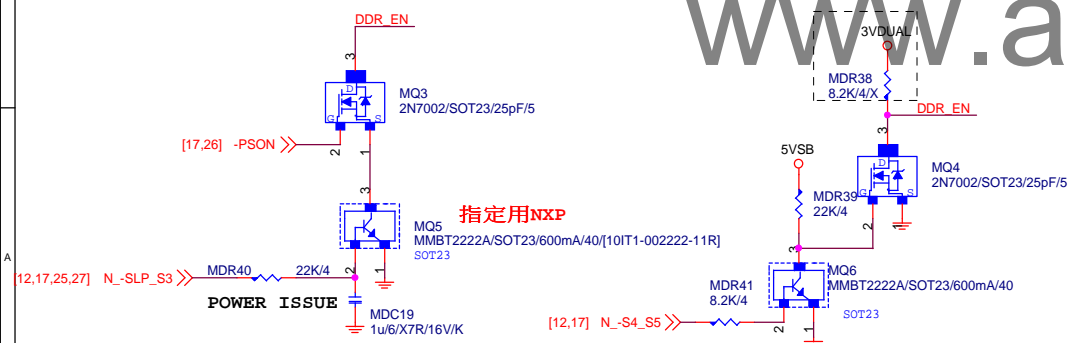 www.a
DDR_EN
3
D
G
S
MQ3
2N7002/SOT23/25pF/5
[17,26] -PSON
2
1
3
指定用NXP
MQ5
MMBT2222A/SOT23/600mA/40/[10IT1-002222-11R]
SOT23
A
[12,17,25,27] N_-SLP_S3
MDR40
22K/4
2
1
POWER ISSUE
MDC19
1u/6/X7R/16V/K
3VDUAL
MDR38
8.2K/4/X
DDR_EN
3
5VSB
D
G
S
MQ4
2N7002/SOT23/25pF/5
MDR39
22K/4
2
1
3
MQ6
MMBT2222A/SOT23/600mA/40
MDR41
8.2K/4
SOT23
[12,17] N_-S4_S5
2
1